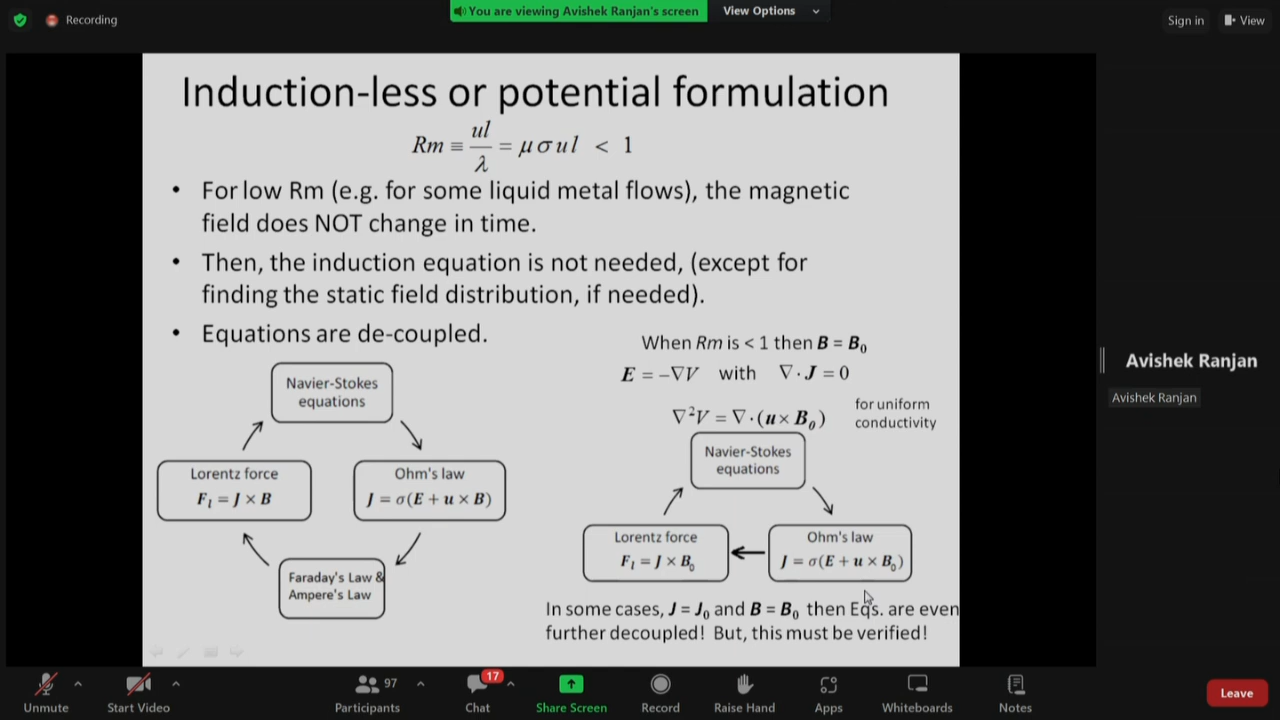 Recording
You are viewing Avishek Ranjan's screen
View Options
Sign in
View
Induction-less or potential formulation
Rm ≡ ul/λ = μσul < 1
• For low Rm (e.g. for some liquid metal flows), the magnetic
field does NOT change in time.
• Then, the induction equation is not needed, (except for
finding the static field distribution, if needed).
• Equations are de-coupled.
Navier-Stokes
equations
Lorentz force
F_l = J × B
Ohm's law
J = σ(E + u × B)
Faraday's Law &
Ampere's Law
When Rm is < 1 then B = B₀
E = −∇V with ∇·J = 0
∇²V = ∇·(u × B₀)
for uniform
conductivity
Navier-Stokes
equations
Lorentz force
F_l = J × B₀
Ohm's law
J = σ(E + u × B₀)
In some cases, J = J₀ and B = B₀ then Eqs. are even
further decoupled! But, this must be verified!
Avishek Ranjan
Avishek Ranjan
Unmute
Start Video
97
Participants
17
Chat
Share Screen
Record
Raise Hand
Apps
Whiteboards
Notes
Leave